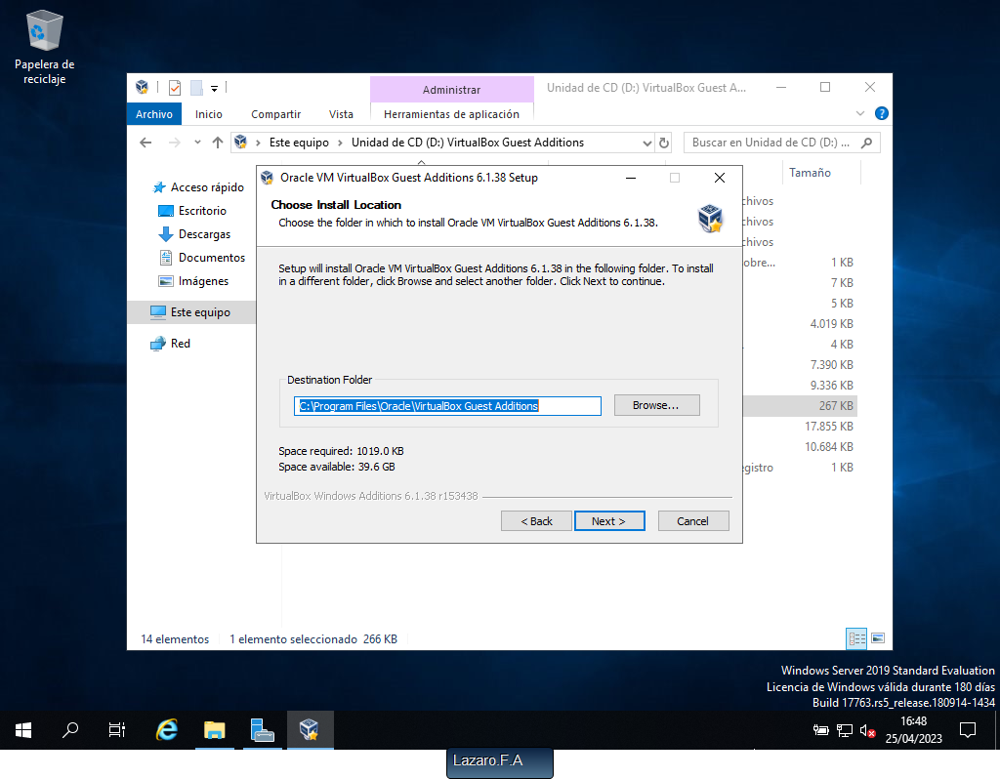 Papelera de
reciclaje
Administrar
Unidad de CD (D:) VirtualBox Guest A...
Archivo
Inicio
Compartir
Vista
Herramientas de aplicación
Este equipo
Unidad de CD (D:) VirtualBox Guest Additions
Buscar en Unidad de CD (D:) ...
Tamaño
Acceso rápido
Escritorio
Descargas
Documentos
Imágenes
Este equipo
Red
Oracle VM VirtualBox Guest Additions 6.1.38 Setup
Choose Install Location
Choose the folder in which to install Oracle VM VirtualBox Guest Additions 6.1.38.
Setup will install Oracle VM VirtualBox Guest Additions 6.1.38 in the following folder. To install
in a different folder, click Browse and select another folder. Click Next to continue.
Destination Folder
C:\Program Files\Oracle\VirtualBox Guest Additions
Browse...
Space required: 1019.0 KB
Space available: 39.6 GB
VirtualBox Windows Additions 6.1.38 r153438
< Back
Next >
Cancel
chivos
chivos
chivos
obre...
1 KB
7 KB
5 KB
4.019 KB
4 KB
7.390 KB
9.336 KB
267 KB
17.855 KB
10.684 KB
egistro
1 KB
14 elementos
1 elemento seleccionado 266 KB
Windows Server 2019 Standard Evaluation
Licencia de Windows válida durante 180 días
Build 17763.rs5_release.180914-1434
16:48
25/04/2023
Lazaro.F.A